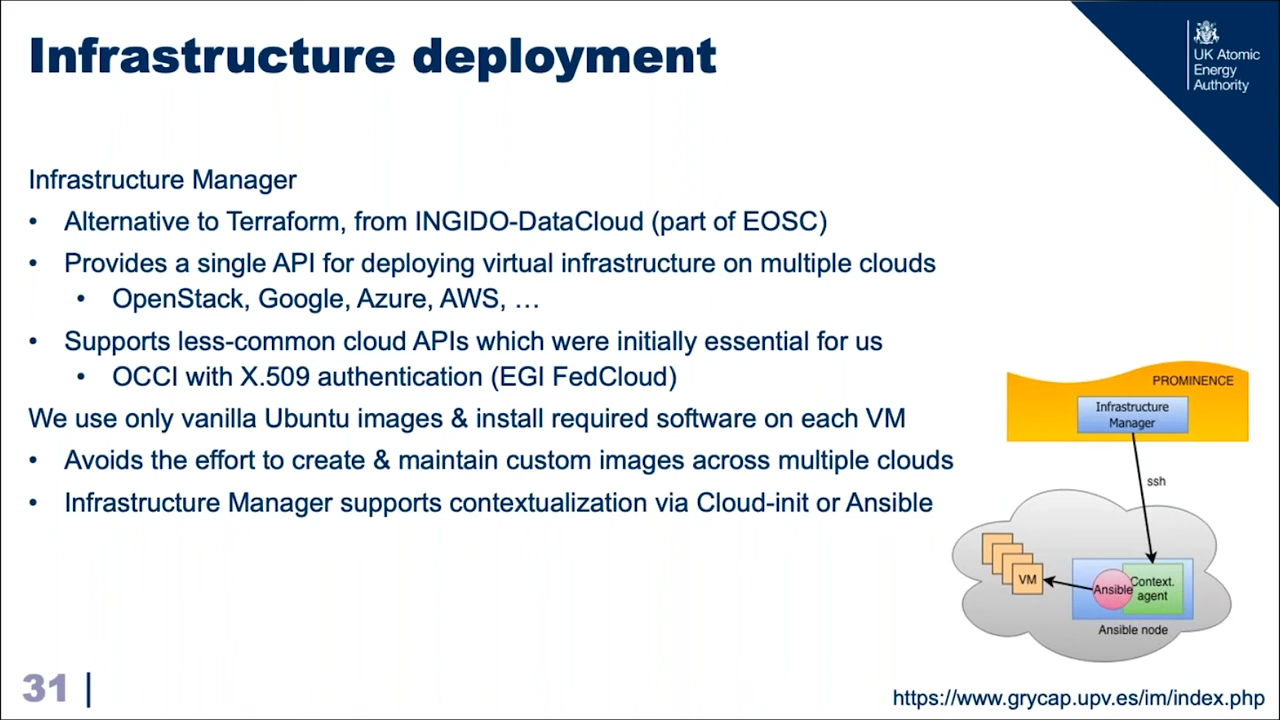 Infrastructure deployment
UK Atomic
Energy
Authority
Infrastructure Manager
• Alternative to Terraform, from INGIDO-DataCloud (part of EOSC)
• Provides a single API for deploying virtual infrastructure on multiple clouds
• OpenStack, Google, Azure, AWS, …
• Supports less-common cloud APIs which were initially essential for us
• OCCI with X.509 authentication (EGI FedCloud)
We use only vanilla Ubuntu images & install required software on each VM
• Avoids the effort to create & maintain custom images across multiple clouds
• Infrastructure Manager supports contextualization via Cloud-init or Ansible
PROMINENCE
Infrastructure
Manager
ssh
VM
Ansible
Context.
agent
Ansible node
31
https://www.grycap.upv.es/im/index.php